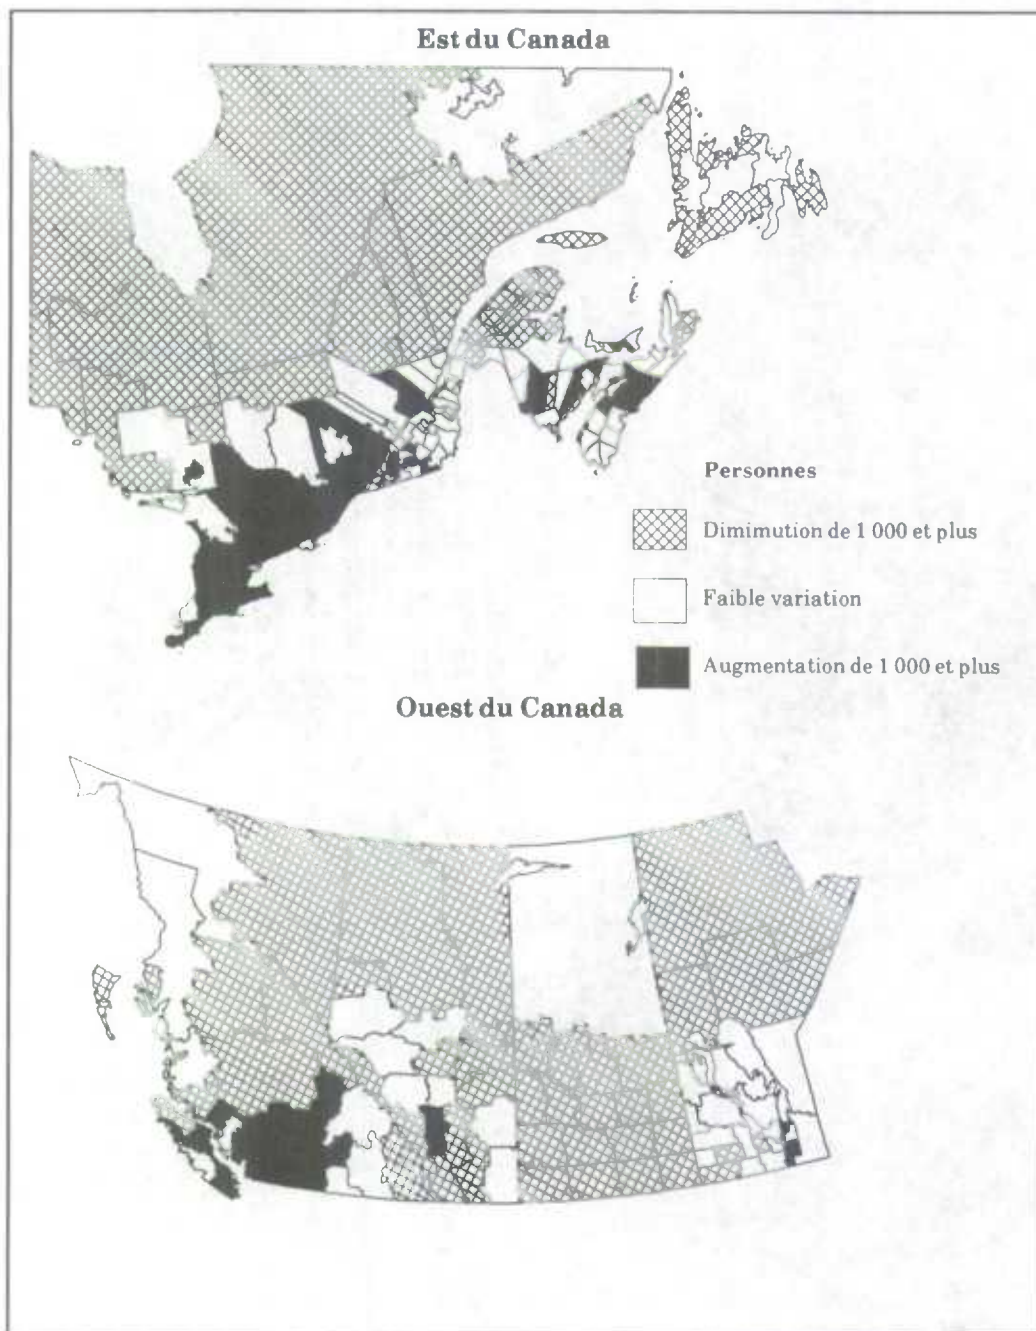 Est du Canada
Personnes
Dimimution de 1 000 et plus
Faible variation
Augmentation de 1 000 et plus
Ouest du Canada